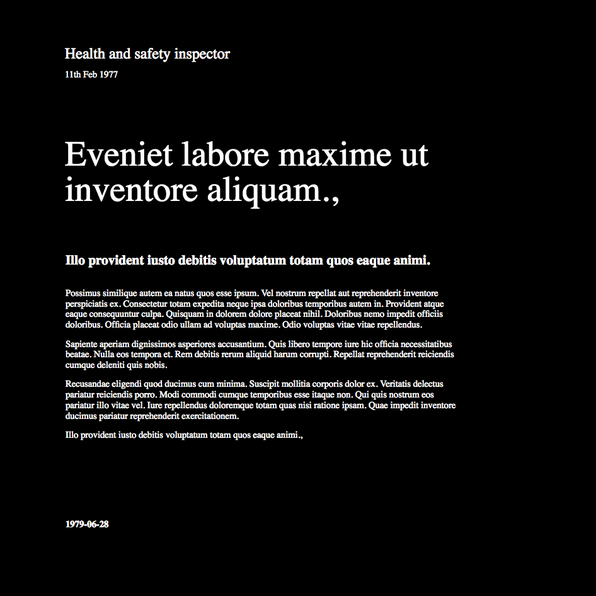 Health and safety inspector
11th Feb 1977
Eveniet labore maxime ut
inventore aliquam.,
Illo provident iusto debitis voluptatum totam quos eaque animi.
Possimus similique autem ea natus quos esse ipsum. Vel nostrum repellat aut reprehenderit inventore
perspiciatis ex. Consectetur totam expedita neque ipsa doloribus temporibus autem in. Provident atque
eaque consequuntur culpa. Quisquam in dolorem dolore placeat nihil. Doloribus nemo impedit officiis
doloribus. Officia placeat odio ullam ad voluptas maxime. Odio voluptas vitae vitae repellendus.
Sapiente aperiam dignissimos asperiores accusantium. Quis libero tempore iure hic officia necessitatibus
beatae. Nulla eos tempora et. Rem debitis rerum aliquid harum corrupti. Repellat reprehenderit reiciendis
cumque deleniti quis nobis.
Recusandae eligendi quod ducimus cum minima. Suscipit mollitia corporis dolor ex. Veritatis delectus
pariatur reiciendis porro. Modi commodi cumque temporibus esse itaque non. Qui quis nostrum eos
pariatur illo vitae vel. Iure repellendus doloremque totam quas nisi ratione ipsam. Quae impedit inventore
ducimus pariatur reprehenderit exercitationem.
Illo provident iusto debitis voluptatum totam quos eaque animi.,
1979-06-28